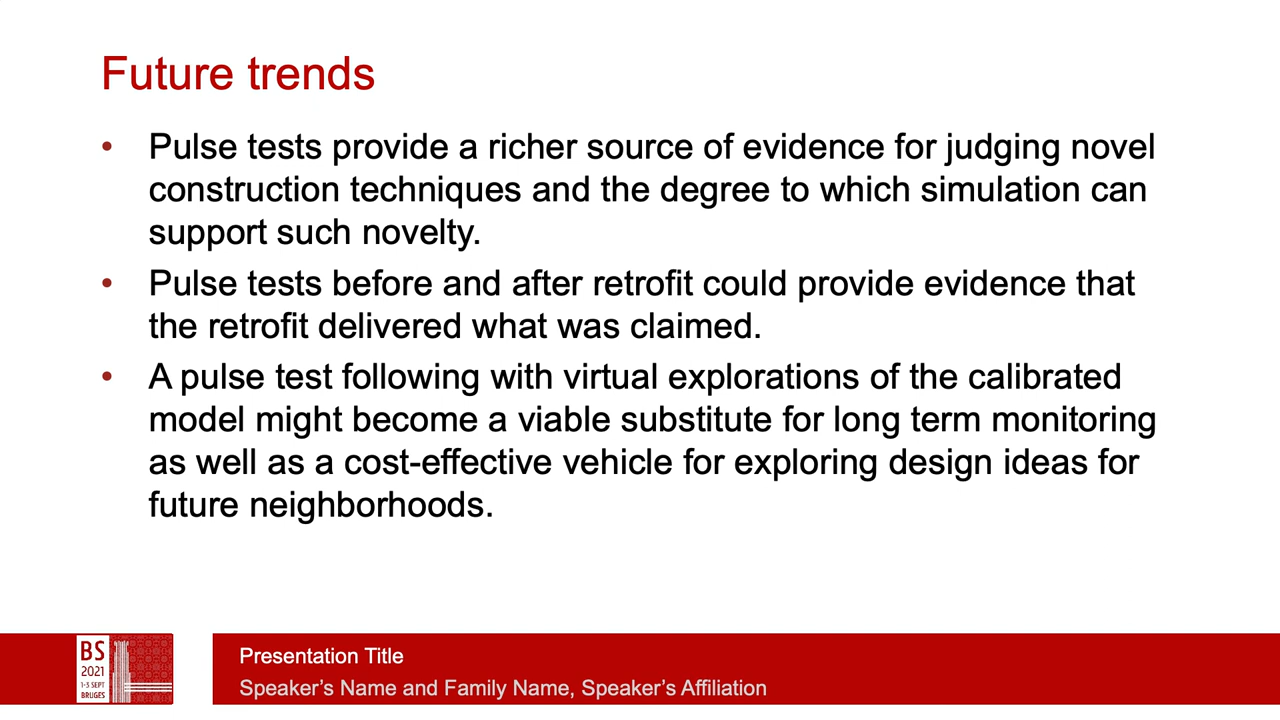 Future trends
• Pulse tests provide a richer source of evidence for judging novel
construction techniques and the degree to which simulation can
support such novelty.
• Pulse tests before and after retrofit could provide evidence that
the retrofit delivered what was claimed.
• A pulse test following with virtual explorations of the calibrated
model might become a viable substitute for long term monitoring
as well as a cost-effective vehicle for exploring design ideas for
future neighborhoods.
BS
2021
1-3 SEPT
BRUGES
Presentation Title
Speaker’s Name and Family Name, Speaker’s Affiliation